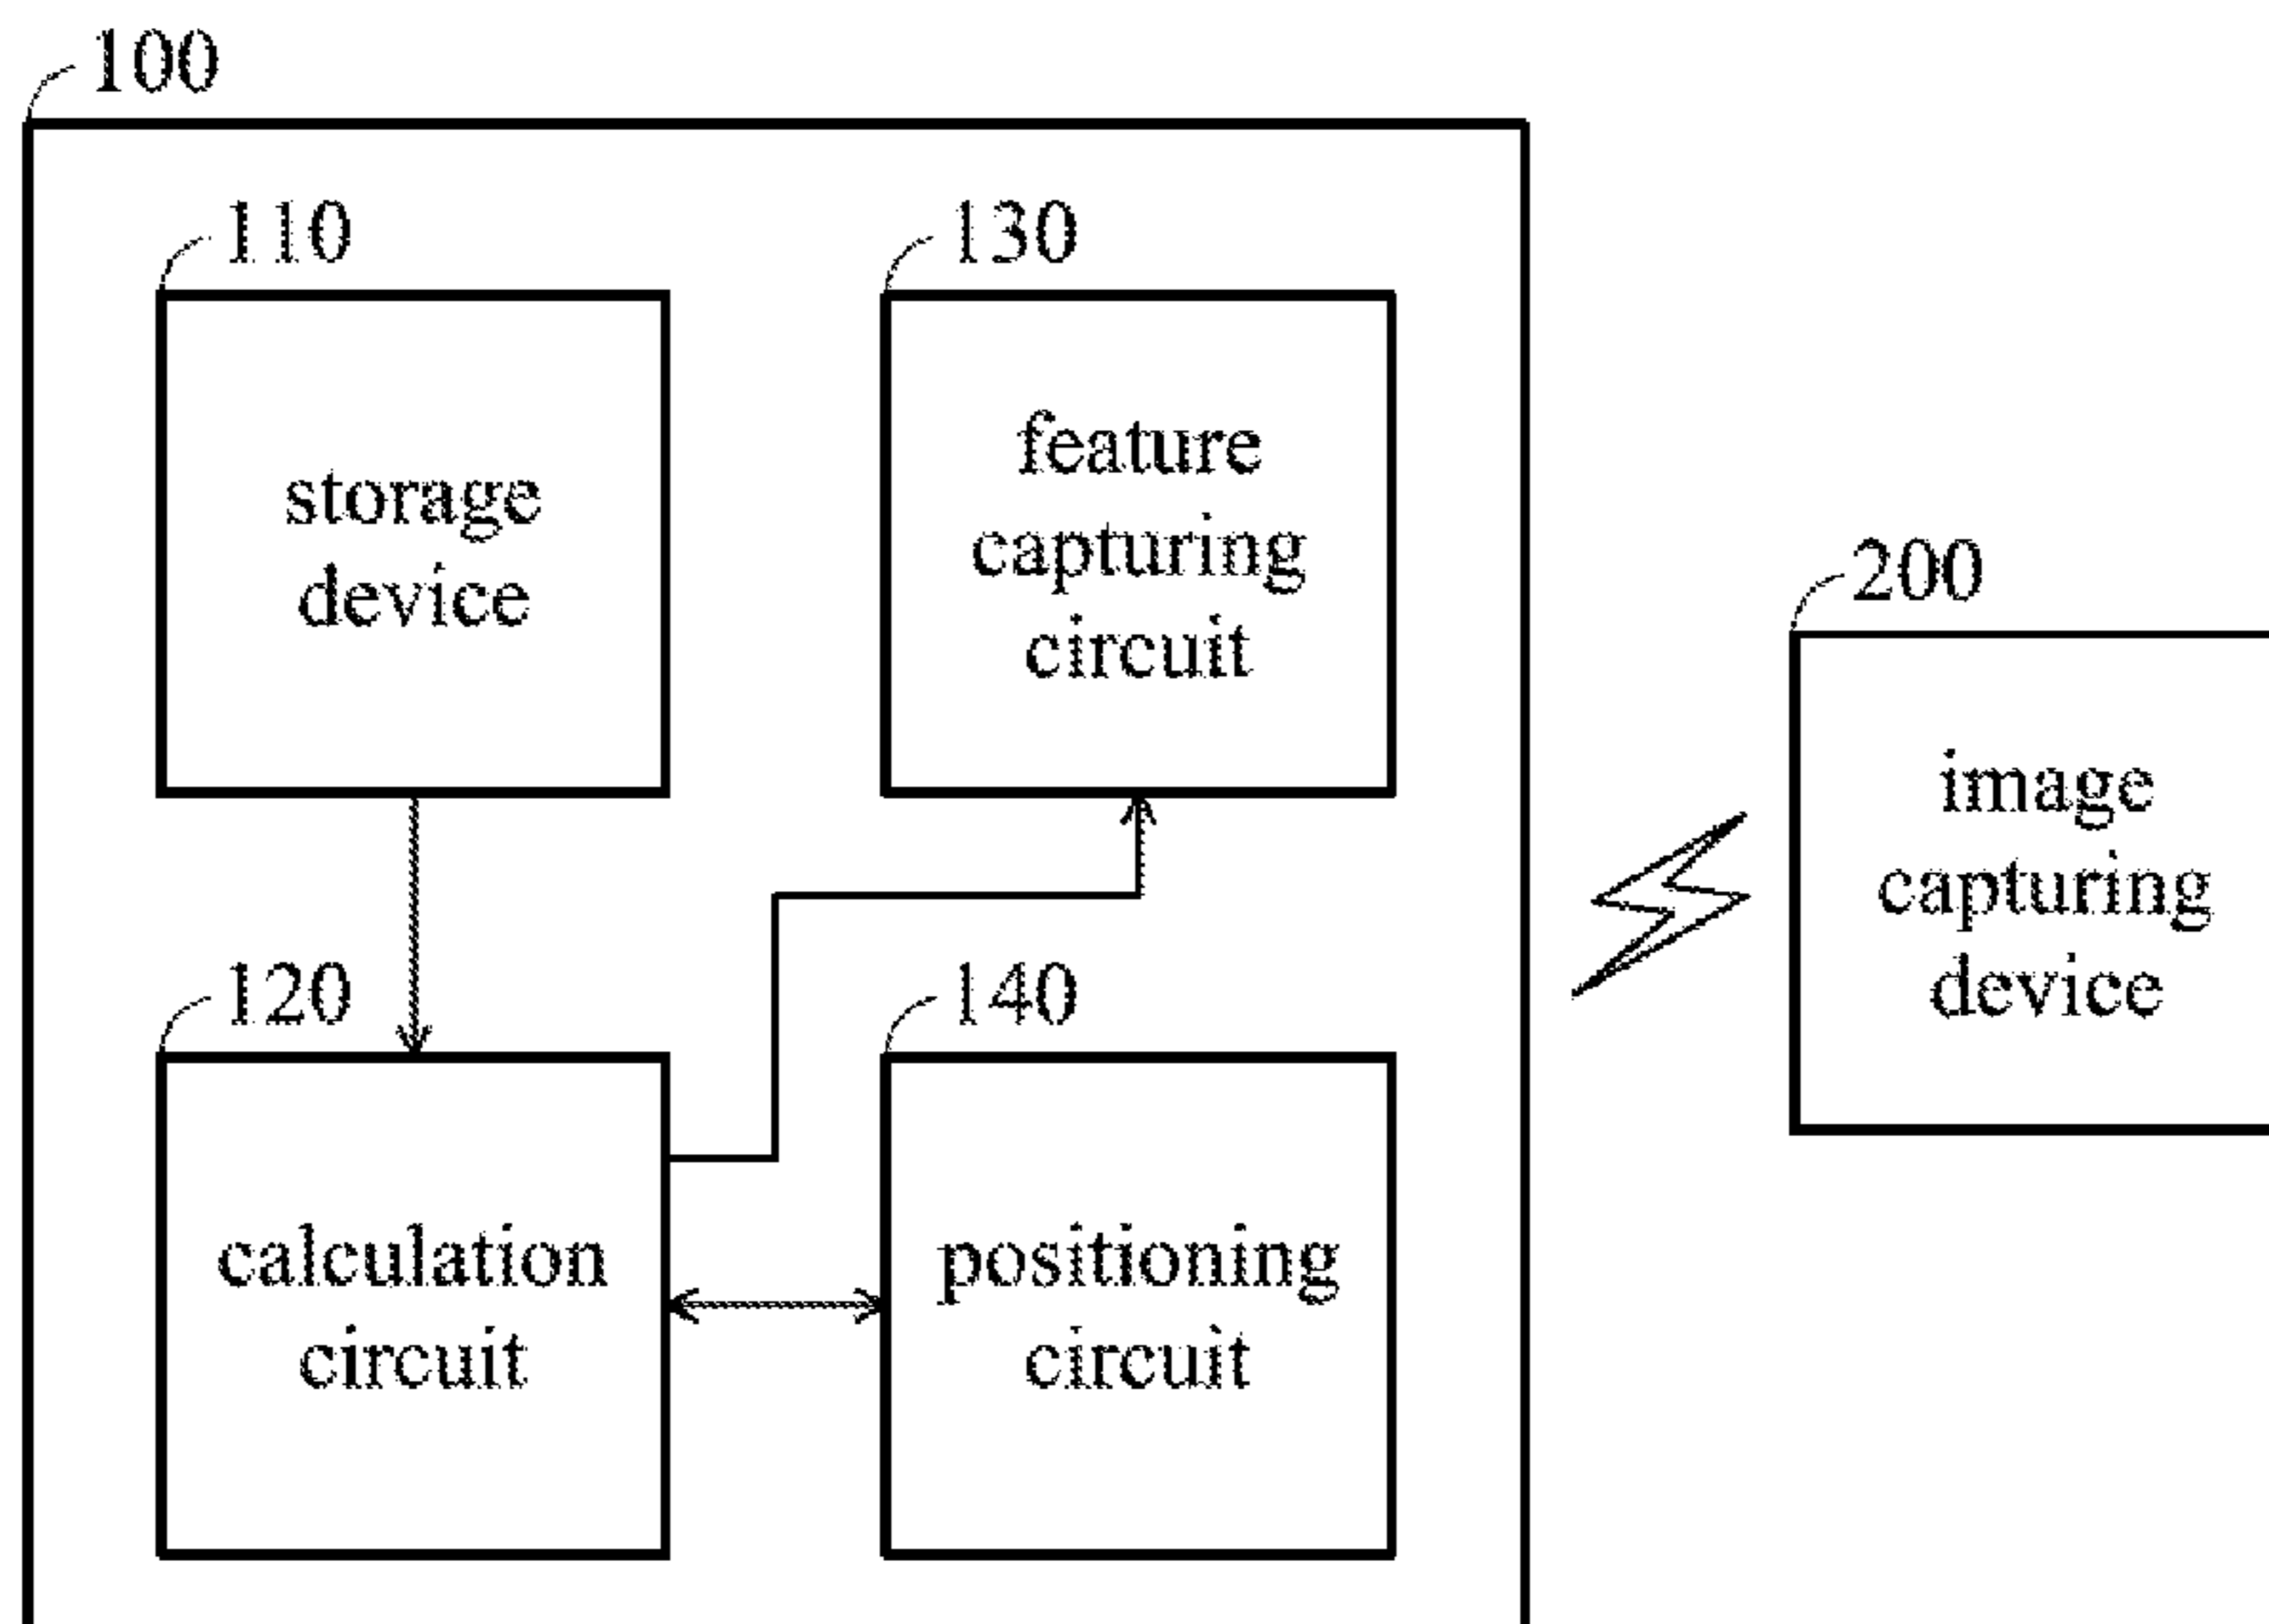 100
110
storage
device
130
feature
capturing
circuit
200
image
capturing
device
120
calculation
circuit
140
positioning
circuit